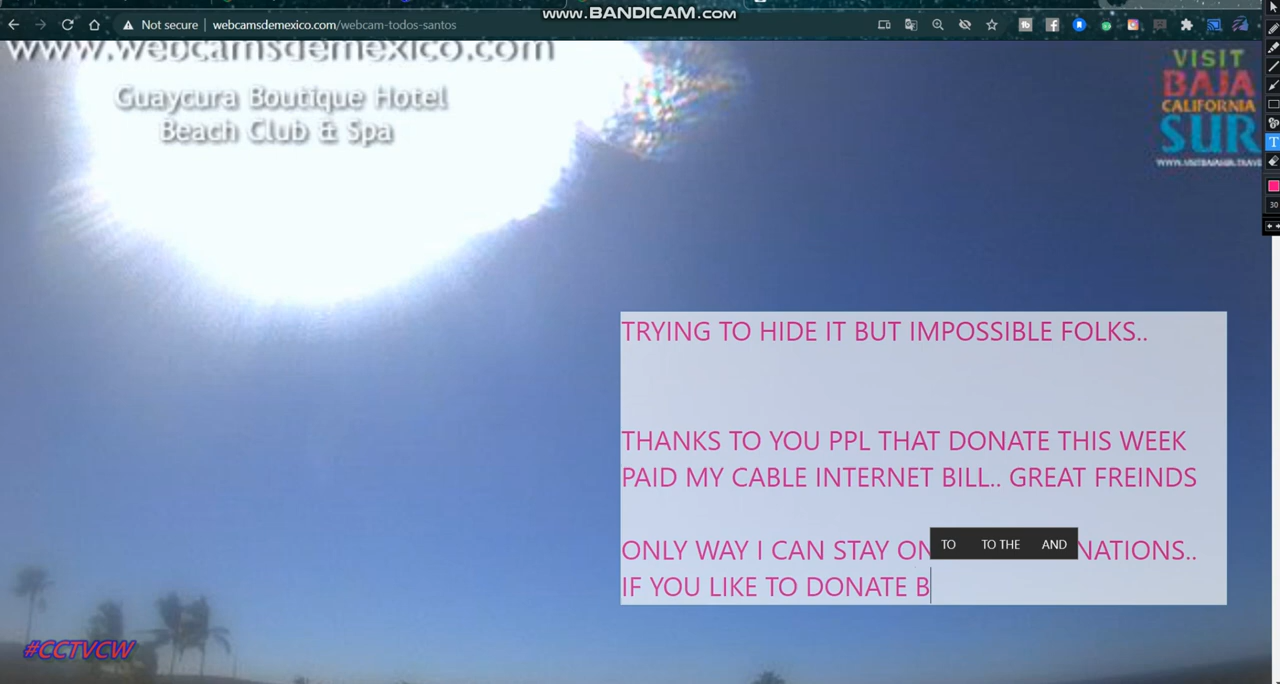 www.BANDICAM.com
Not secure
webcamsdemexico.com/webcam-todos-santos
www.webcamsdemexico.com
Guaycura Boutique Hotel
Beach Club & Spa
VISIT
BAJA
CALIFORNIA
SUR
TRYING TO HIDE IT BUT IMPOSSIBLE FOLKS..
THANKS TO YOU PPL THAT DONATE THIS WEEK
PAID MY CABLE INTERNET BILL.. GREAT FREINDS
ONLY WAY I CAN STAY ON NATIONS..
TO TO THE AND
IF YOU LIKE TO DONATE B
#CCTVCW
30